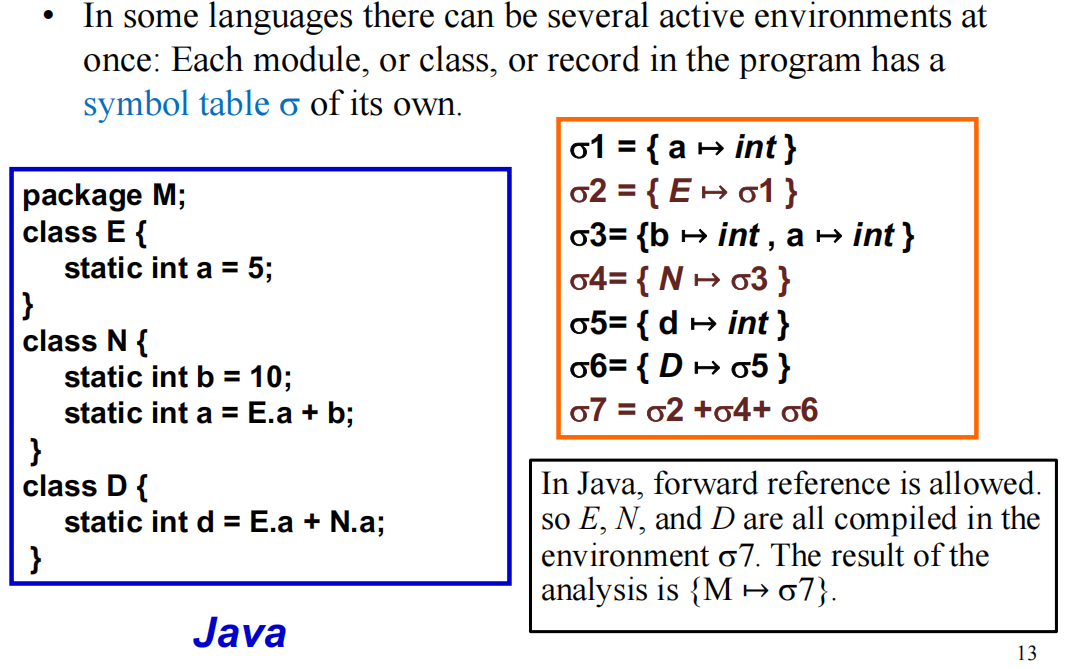 • In some languages there can be several active environments at
once: Each module, or class, or record in the program has a
symbol table σ of its own.
package M;
class E {
static int a = 5;
}
class N {
static int b = 10;
static int a = E.a + b;
}
class D {
static int d = E.a + N.a;
}
Java
σ1 = { a ↦ int }
σ2 = { E ↦ σ1 }
σ3= {b ↦ int , a ↦ int }
σ4= { N ↦ σ3 }
σ5= { d ↦ int }
σ6= { D ↦ σ5 }
σ7 = σ2 +σ4+ σ6
In Java, forward reference is allowed.
so E, N, and D are all compiled in the
environment σ7. The result of the
analysis is {M ↦ σ7}.
13